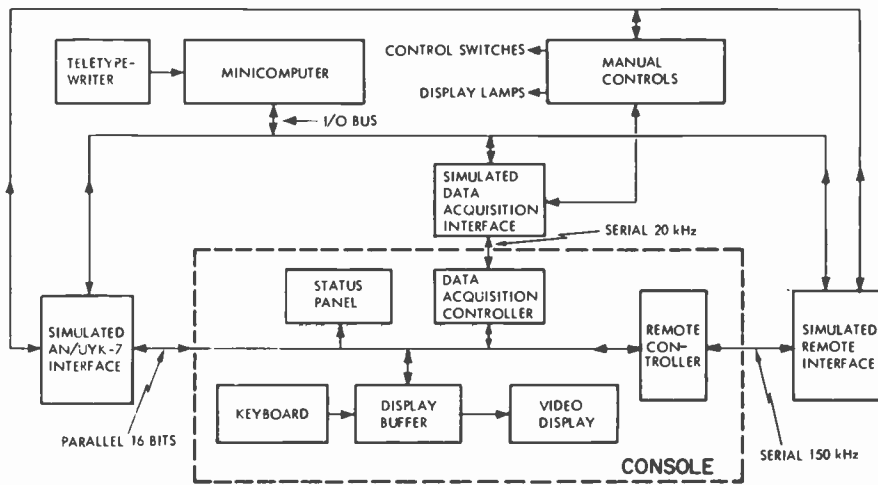 TELETYPE-
WRITER
MINICOMPUTER
CONTROL SWITCHES
DISPLAY LAMPS
MANUAL
CONTROLS
I/O BUS
SIMULATED
DATA
ACQUISITION
INTERFACE
SERIAL 20 kHz
STATUS
PANEL
DATA
ACQUISITION
CONTROLLER
SIMULATED
AN/UYK-7
INTERFACE
REMOTE
CON-
TROLLER
SIMULATED
REMOTE
INTERFACE
KEYBOARD
DISPLAY
BUFFER
VIDEO
DISPLAY
PARALLEL 16 BITS
SERIAL 150 kHz
CONSOLE